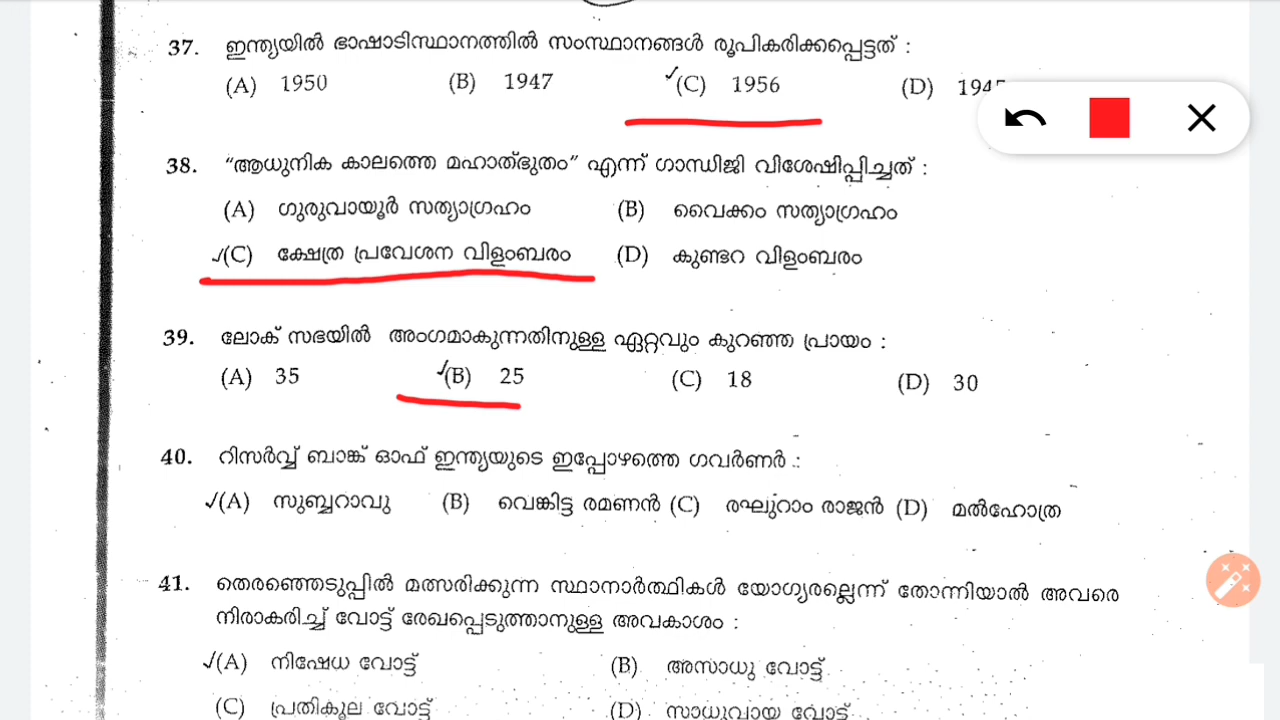 37. ഇന്ത്യയിൽ ഭാഷാടിസ്ഥാനത്തിൽ സംസ്ഥാനങ്ങൾ രൂപികരിക്കപ്പെട്ടത് :
(A) 1950 (B) 1947 (C) 1956 (D) 1945
38. “ആധുനിക കാലത്തെ മഹാത്ഭുതം” എന്ന് ഗാന്ധിജി വിശേഷിപ്പിച്ചത് :
(A) ഗുരുവായൂർ സത്യാഗ്രഹം (B) വൈക്കം സത്യാഗ്രഹം
(C) ക്ഷേത്ര പ്രവേശന വിളംബരം (D) കുണ്ടറ വിളംബരം
39. ലോക് സഭയിൽ അംഗമാകുന്നതിനുള്ള ഏറ്റവും കുറഞ്ഞ പ്രായം :
(A) 35 (B) 25 (C) 18 (D) 30
40. റിസർവ്വ് ബാങ്ക് ഓഫ് ഇന്ത്യയുടെ ഇപ്പോഴത്തെ ഗവർണർ :
(A) സുബ്ബറാവു (B) വെങ്കിട്ട രമണൻ (C) രഘുറാം രാജൻ (D) മൽഹോത്ര
41. തെരഞ്ഞെടുപ്പിൽ മത്സരിക്കുന്ന സ്ഥാനാർത്ഥികൾ യോഗ്യരല്ലെന്ന് തോന്നിയാൽ അവരെ
നിരാകരിച്ച് വോട്ട് രേഖപ്പെടുത്താനുള്ള അവകാശം :
(A) നിഷേധ വോട്ട് (B) അസാധു വോട്ട്
(C) പ്രതികൂല വോട്ട് (D) സാധുവായ വോട്ട്